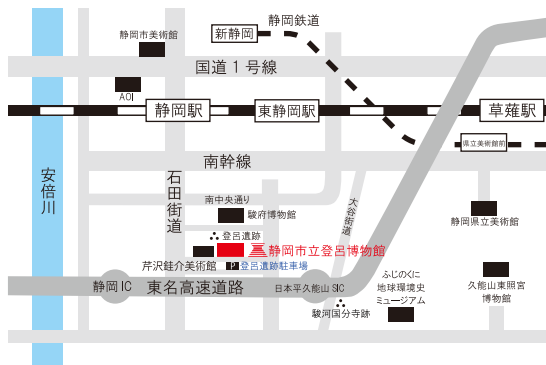 静岡市美術館
新静岡
静岡鉄道
国道１号線
AOI
静岡駅
東静岡駅
草薙駅
県立美術館前
南幹線
安倍川
石田街道
南中央通り
駿府博物館
大谷街道
静岡県立美術館
登呂遺跡
静岡市立登呂博物館
芹沢銈介美術館
P 登呂遺跡駐車場
静岡 IC
東名高速道路
日本平久能山 SIC
駿河国分寺跡
ふじのくに
地球環境史
ミュージアム
久能山東照宮
博物館